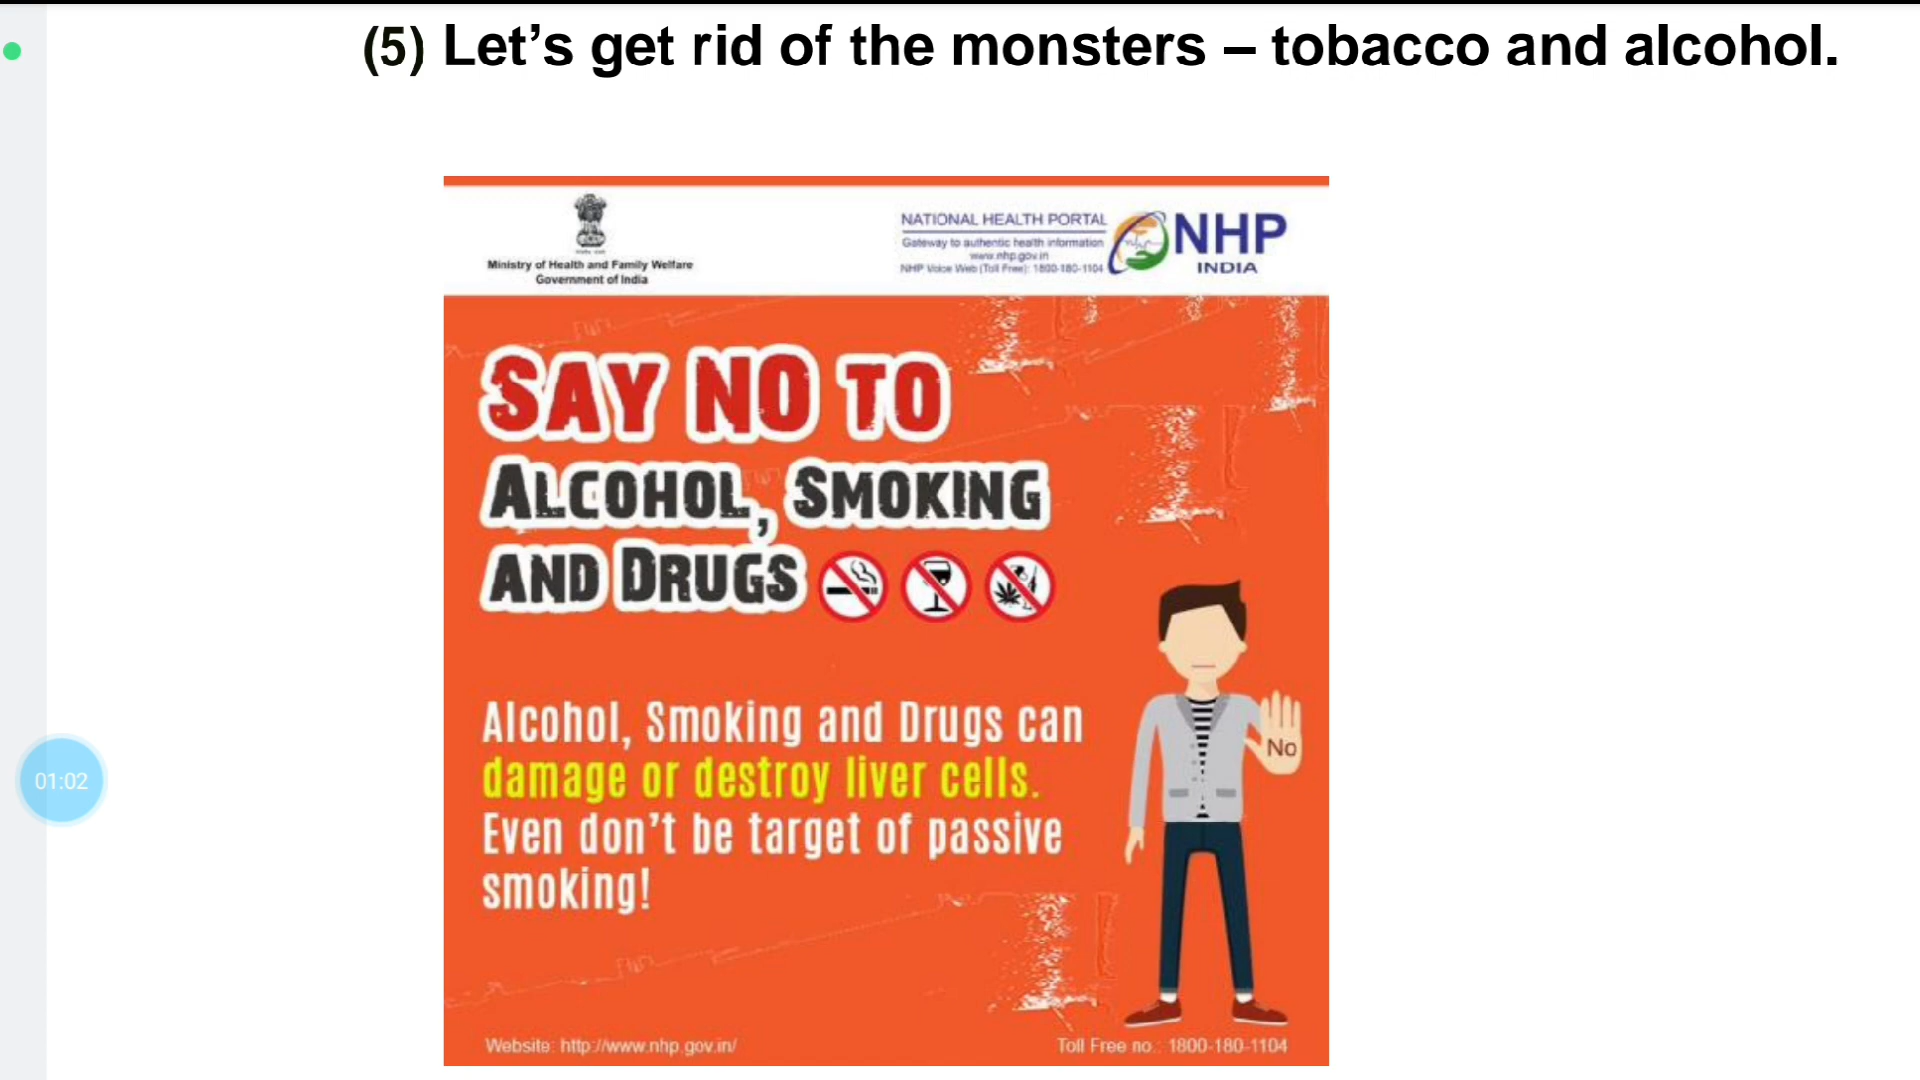 (5) Let’s get rid of the monsters – tobacco and alcohol.
Ministry of Health and Family Welfare
Government of India
NATIONAL HEALTH PORTAL
Gateway to authentic health information
www.nhp.gov.in
NHP Voice Web (Toll Free): 1800-180-1104
NHP
INDIA
SAY NO TO
ALCOHOL, SMOKING
AND DRUGS
Alcohol, Smoking and Drugs can
damage or destroy liver cells.
Even don’t be target of passive
smoking!
No
01:02
Website: http://www.nhp.gov.in/
Toll Free no.: 1800-180-1104